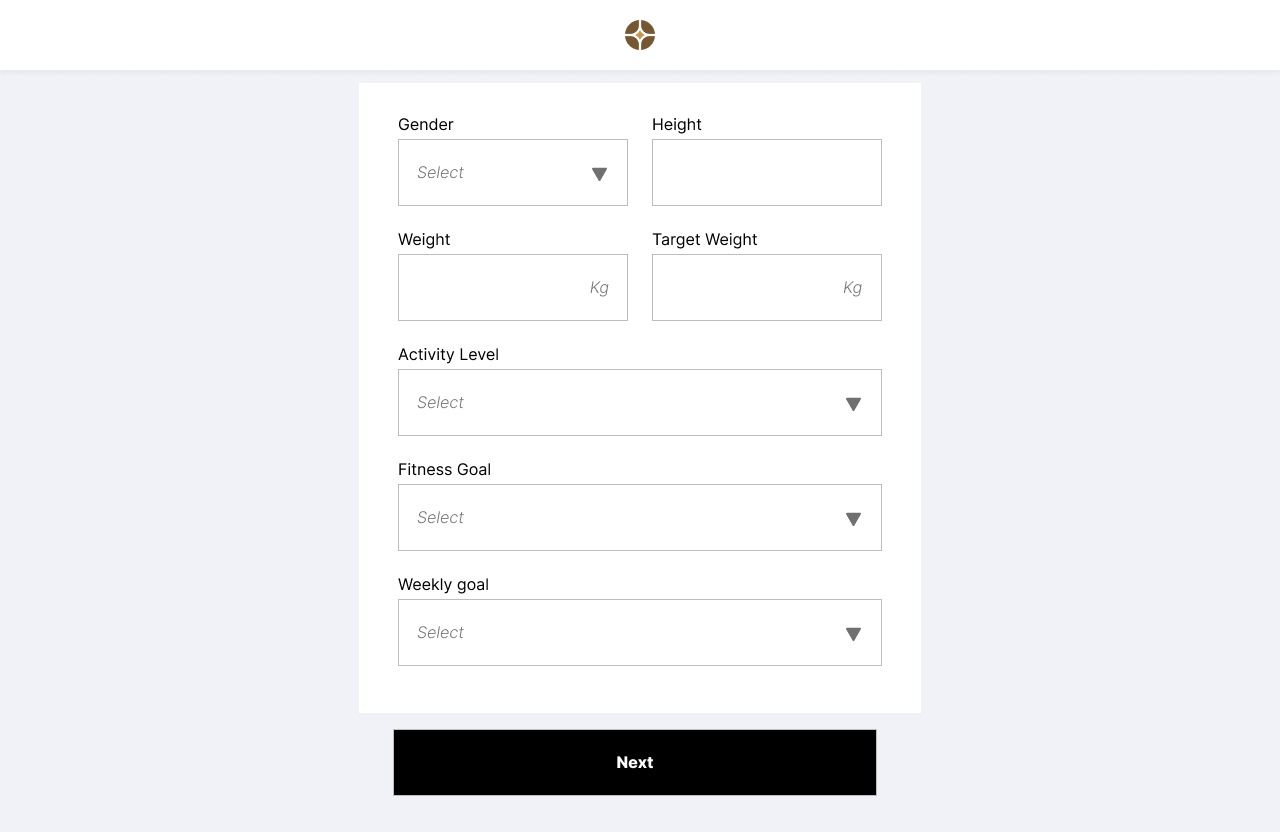 Gender Height
Select
Weight Target Weight
Kg Kg
Activity Level
Select
Fitness Goal
Select
Weekly goal
Select
Next